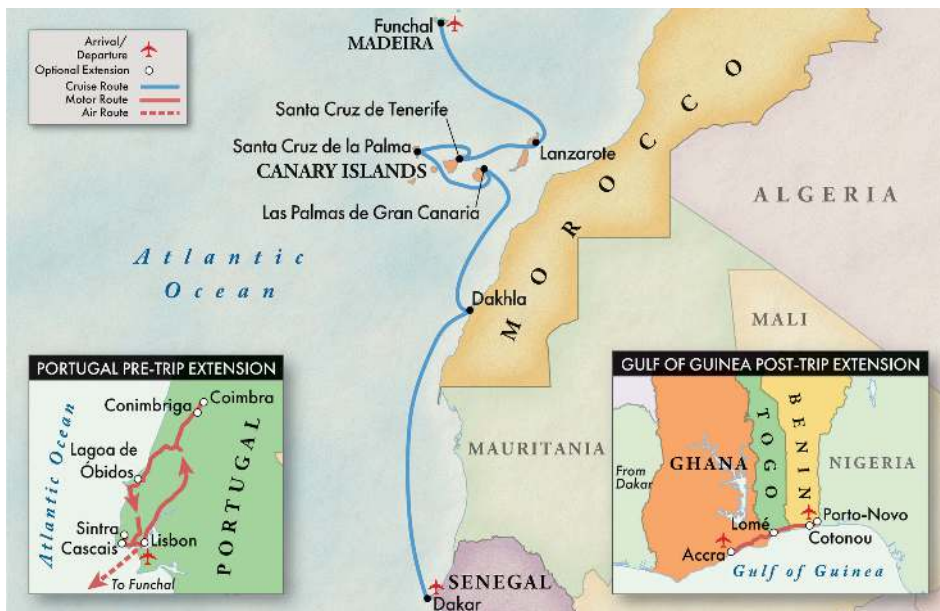 Arrival/
Departure
Optional Extension
Cruise Route
Motor Route
Air Route
Funchal
MADEIRA
Santa Cruz de Tenerife
Santa Cruz de la Palma
CANARY ISLANDS
Lanzarote
Las Palmas de Gran Canaria
MOROCCO
ALGERIA
Atlantic
Ocean
Dakhla
MALI
MAURITANIA
SENEGAL
Dakar
PORTUGAL PRE-TRIP EXTENSION
Atlantic Ocean
Coimbra
Conimbriga
Lagoa de
Óbidos
PORTUGAL
Sintra
Cascais
Lisbon
To Funchal
GULF OF GUINEA POST-TRIP EXTENSION
From
Dakar
GHANA
TOGO
BENIN
NIGERIA
Lomé
Porto-Novo
Cotonou
Accra
Gulf of Guinea